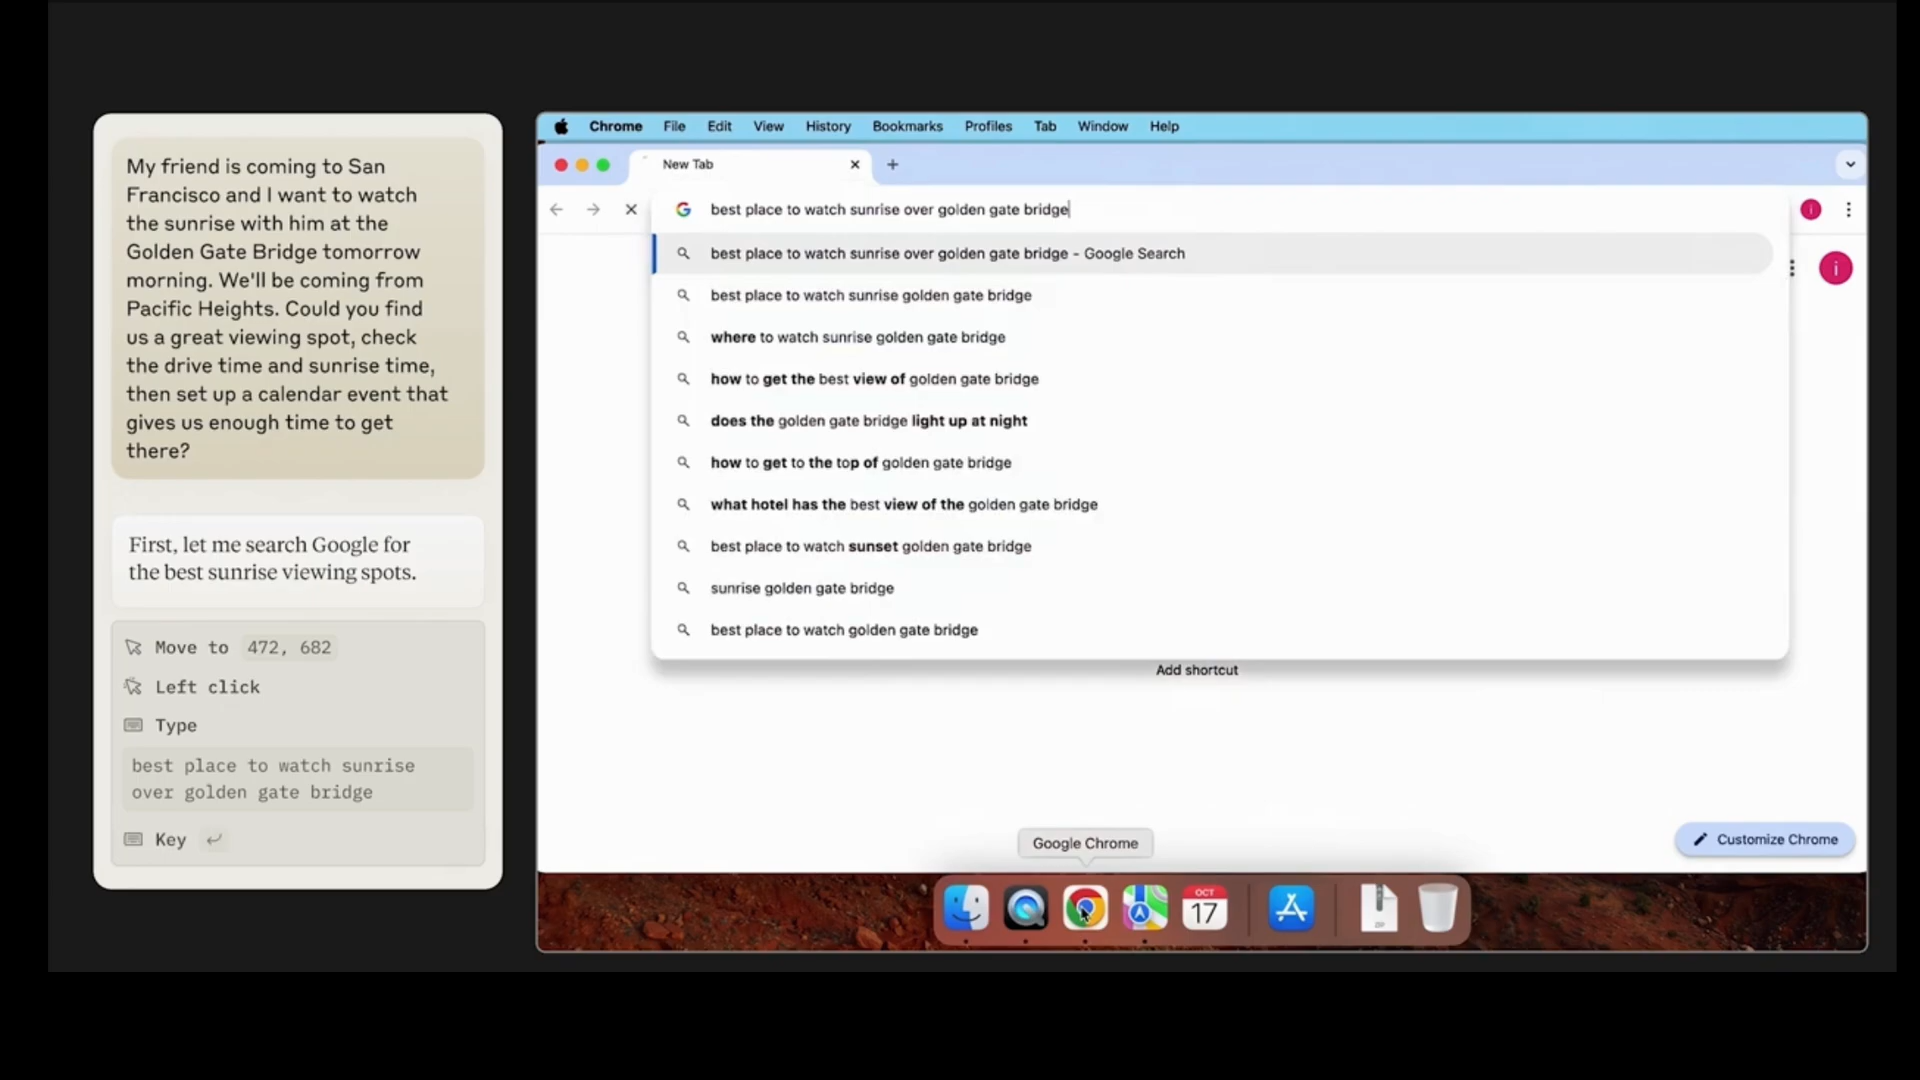 My friend is coming to San
Francisco and I want to watch
the sunrise with him at the
Golden Gate Bridge tomorrow
morning. We'll be coming from
Pacific Heights. Could you find
us a great viewing spot, check
the drive time and sunrise time,
then set up a calendar event that
gives us enough time to get
there?
First, let me search Google for
the best sunrise viewing spots.
Move to 472, 682
Left click
Type
best place to watch sunrise
over golden gate bridge
Key
Chrome File Edit View History Bookmarks Profiles Tab Window Help
New Tab
best place to watch sunrise over golden gate bridge
i
best place to watch sunrise over golden gate bridge - Google Search
i
best place to watch sunrise golden gate bridge
where to watch sunrise golden gate bridge
how to get the best view of golden gate bridge
does the golden gate bridge light up at night
how to get to the top of golden gate bridge
what hotel has the best view of the golden gate bridge
best place to watch sunset golden gate bridge
sunrise golden gate bridge
best place to watch golden gate bridge
Add shortcut
Customize Chrome
Google Chrome
OCT
17
ZIP